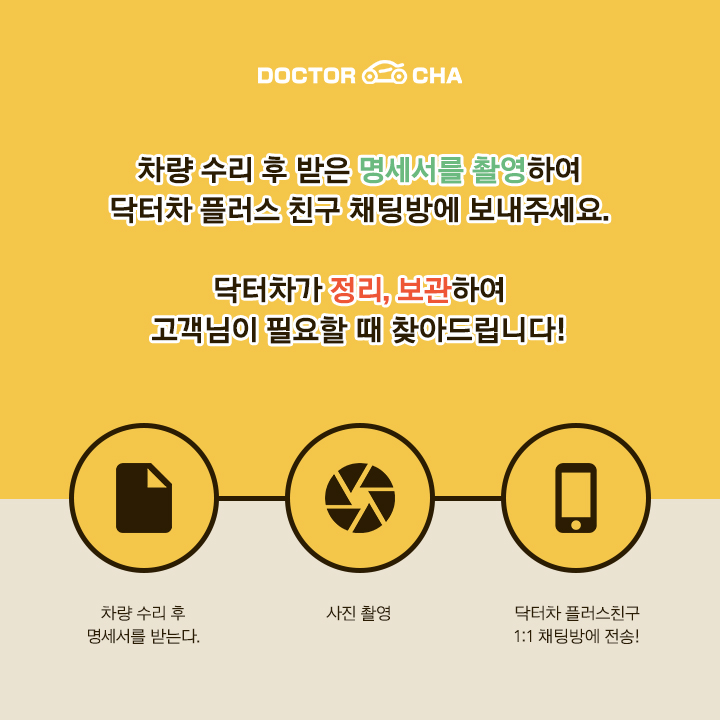 DOCTOR CHA
차량 수리 후 받은 명세서를 촬영하여
닥터차 플러스 친구 채팅방에 보내주세요.
닥터차가 정리, 보관하여
고객님이 필요할 때 찾아드립니다!
차량 수리 후
명세서를 받는다.
사진 촬영
닥터차 플러스친구
1:1 채팅방에 전송!